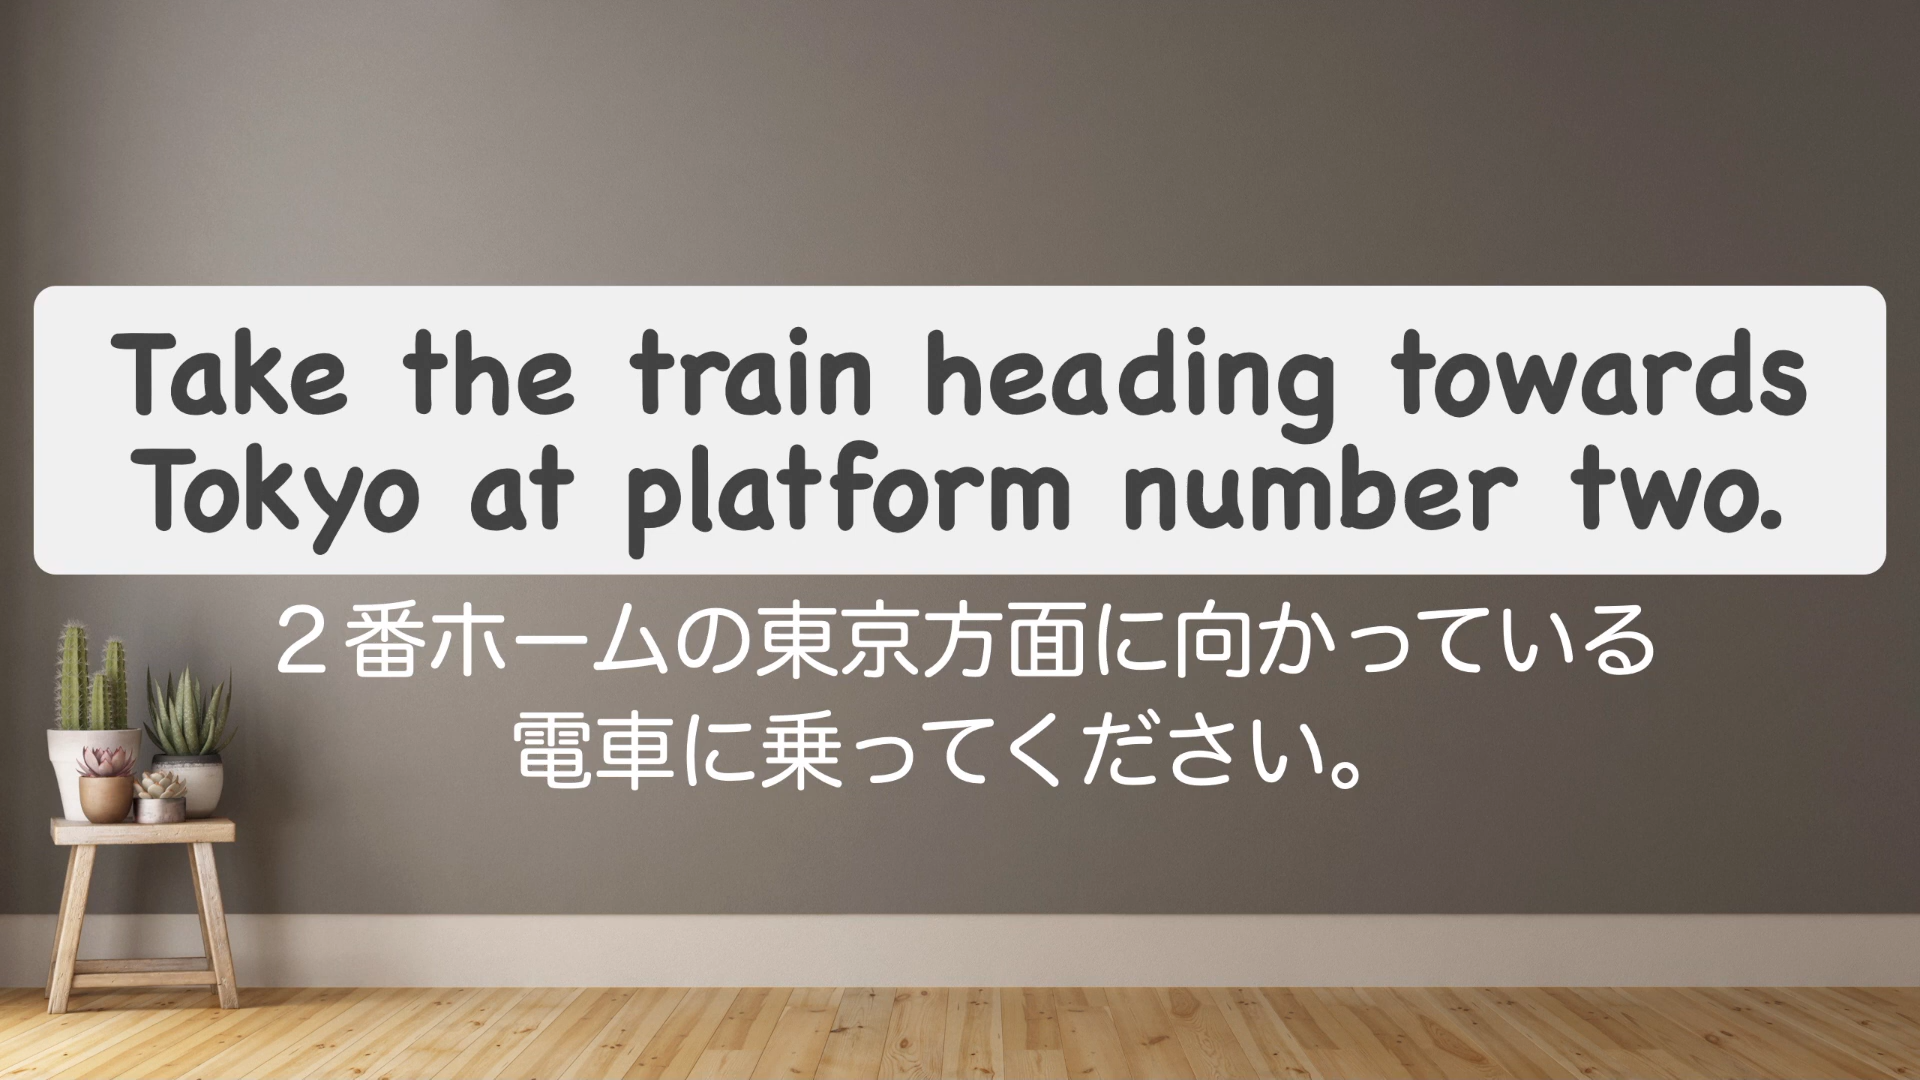 Take the train heading towards
Tokyo at platform number two.
２番ホームの東京方面に向かっている
電車に乗ってください。